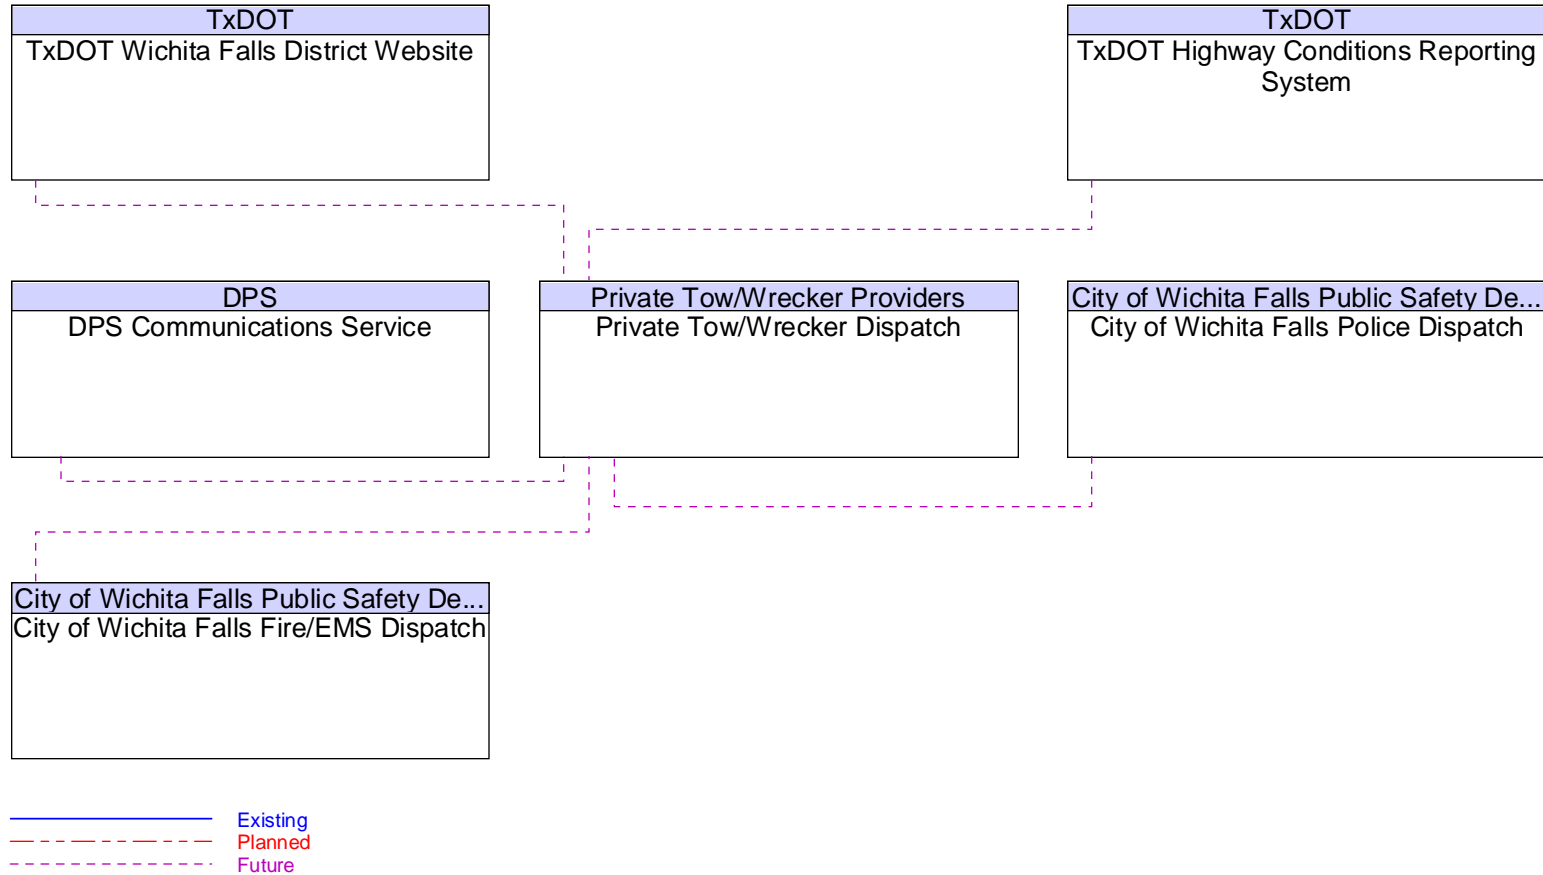 TxDOT
TxDOT Wichita Falls District Website
TxDOT
TxDOT Highway Conditions Reporting
System
DPS
DPS Communications Service
Private Tow/Wrecker Providers
Private Tow/Wrecker Dispatch
City of Wichita Falls Public Safety De...
City of Wichita Falls Police Dispatch
City of Wichita Falls Public Safety De...
City of Wichita Falls Fire/EMS Dispatch
Existing
Planned
Future